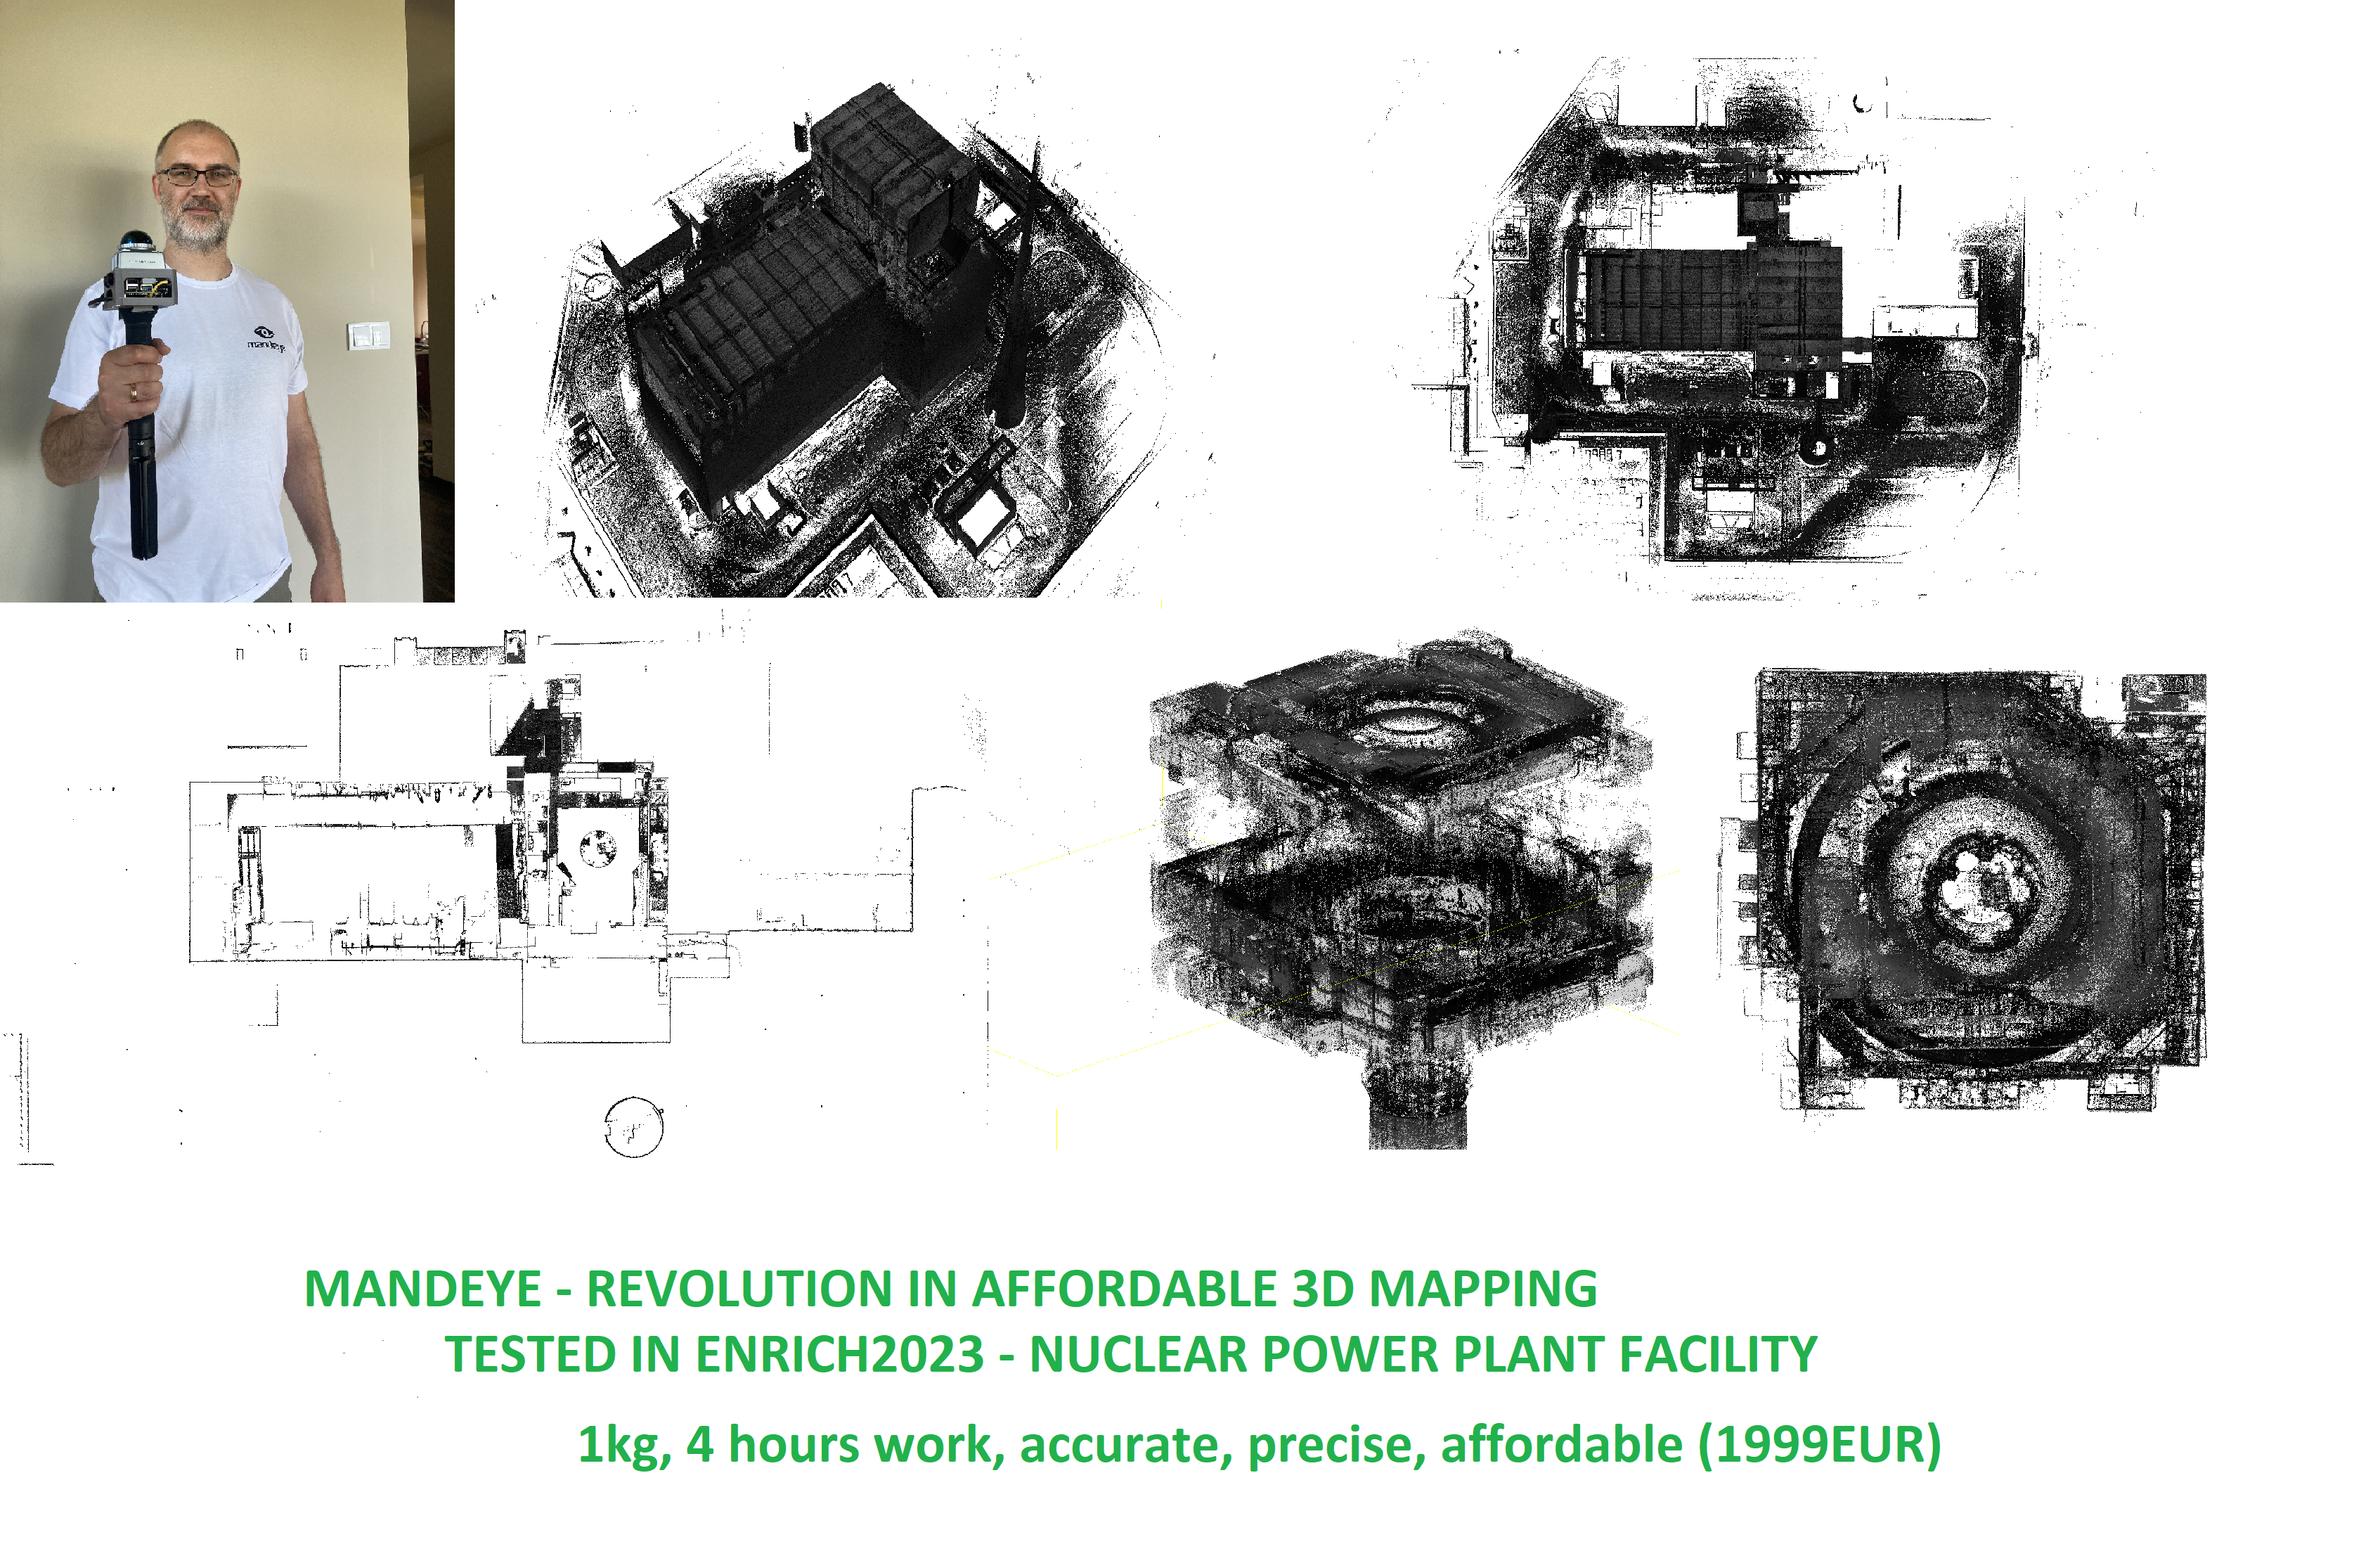 mandeye
MANDEYE - REVOLUTION IN AFFORDABLE 3D MAPPING
TESTED IN ENRICH2023 - NUCLEAR POWER PLANT FACILITY
1kg, 4 hours work, accurate, precise, affordable (1999EUR)